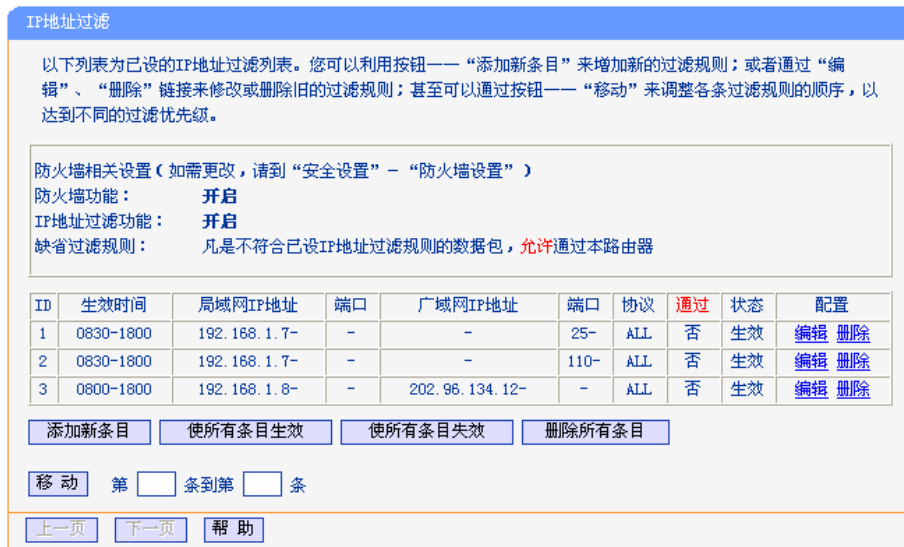 IP地址过滤
以下列表为已设的IP地址过滤列表。您可以利用按钮——“添加新条目”来增加新的过滤规则；或者通过“编
辑”、“删除”链接来修改或删除旧的过滤规则；甚至可以通过按钮——“移动”来调整各条过滤规则的顺序，以
达到不同的过滤优先级。
防火墙相关设置（如需更改，请到“安全设置”－“防火墙设置”）
防火墙功能： 开启
IP地址过滤功能： 开启
缺省过滤规则： 凡是不符合已设IP地址过滤规则的数据包，允许通过本路由器
ID 生效时间 局域网IP地址 端口 广域网IP地址 端口 协议 通过 状态 配置
1 0830-1800 192.168.1.7- - - 25- ALL 否 生效 编辑 删除
2 0830-1800 192.168.1.7- - - 110- ALL 否 生效 编辑 删除
3 0800-1800 192.168.1.8- - 202.96.134.12- - ALL 否 生效 编辑 删除
添加新条目 使所有条目生效 使所有条目失效 删除所有条目
移 动 第 条到第 条
上一页 下一页 帮 助